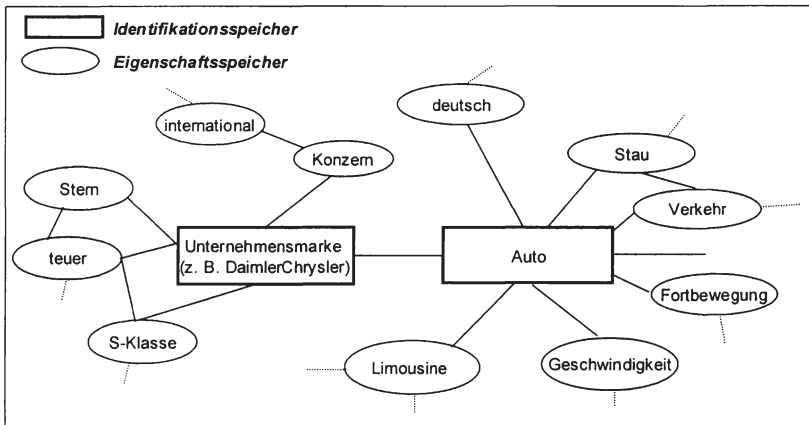 Identifikationsspeicher
Eigenschaftsspeicher
international
deutsch
Konzern
Stau
Stern
Verkehr
teuer
Unternehmensmarke
(z. B. DaimlerChrysler)
Auto
Fortbewegung
S-Klasse
Limousine
Geschwindigkeit